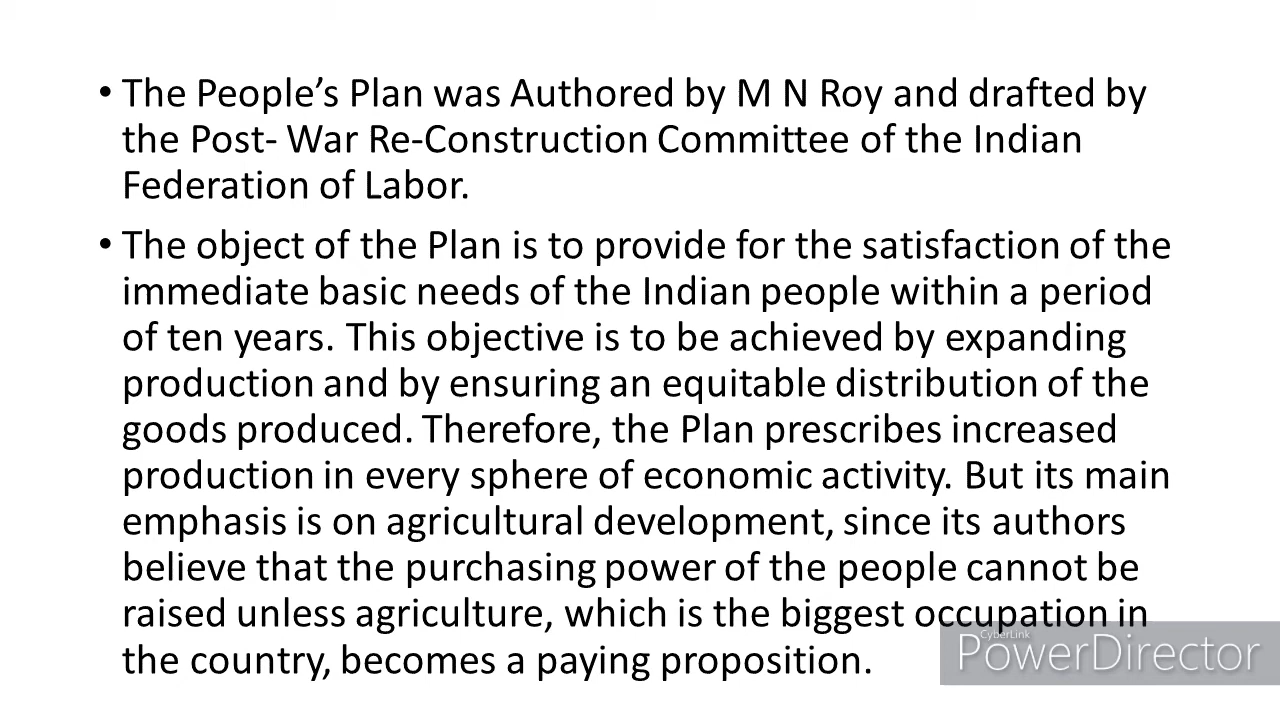 • The People’s Plan was Authored by M N Roy and drafted by
the Post- War Re-Construction Committee of the Indian
Federation of Labor.
• The object of the Plan is to provide for the satisfaction of the
immediate basic needs of the Indian people within a period
of ten years. This objective is to be achieved by expanding
production and by ensuring an equitable distribution of the
goods produced. Therefore, the Plan prescribes increased
production in every sphere of economic activity. But its main
emphasis is on agricultural development, since its authors
believe that the purchasing power of the people cannot be
raised unless agriculture, which is the biggest occupation in
the country, becomes a paying proposition.
CyberLink
PowerDirector